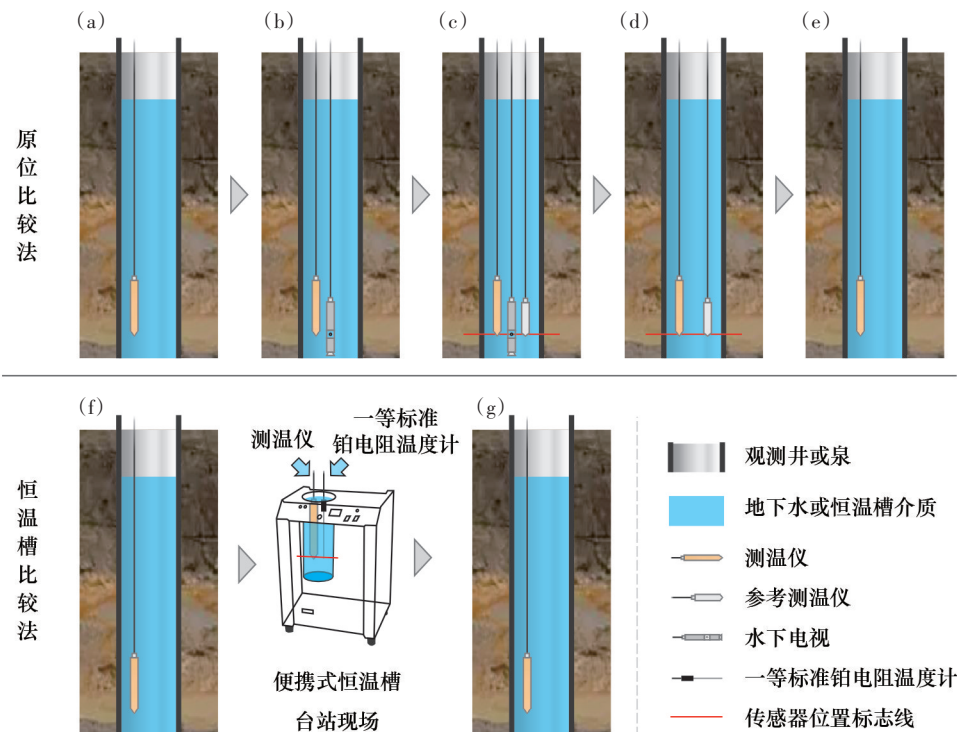 (a)
(b)
(c)
(d)
(e)
原位比较法
(f)
(g)
恒温槽比较法
测温仪
一等标准
铂电阻温度计
便携式恒温槽
台站现场
观测井或泉
地下水或恒温槽介质
测温仪
参考测温仪
水下电视
一等标准铂电阻温度计
传感器位置标志线